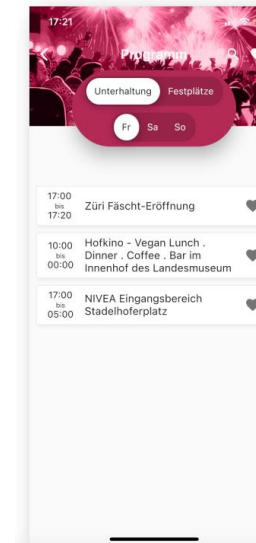 17:21
Programm
Unterhaltung Festplätze
Fr Sa So
17:00
bis
17:20
Züri Fäscht-Eröffnung
10:00
bis
00:00
Hofkino - Vegan Lunch .
Dinner . Coffee . Bar im
Innenhof des Landesmuseum
17:00
bis
05:00
NIVEA Eingangsbereich
Stadelhoferplatz